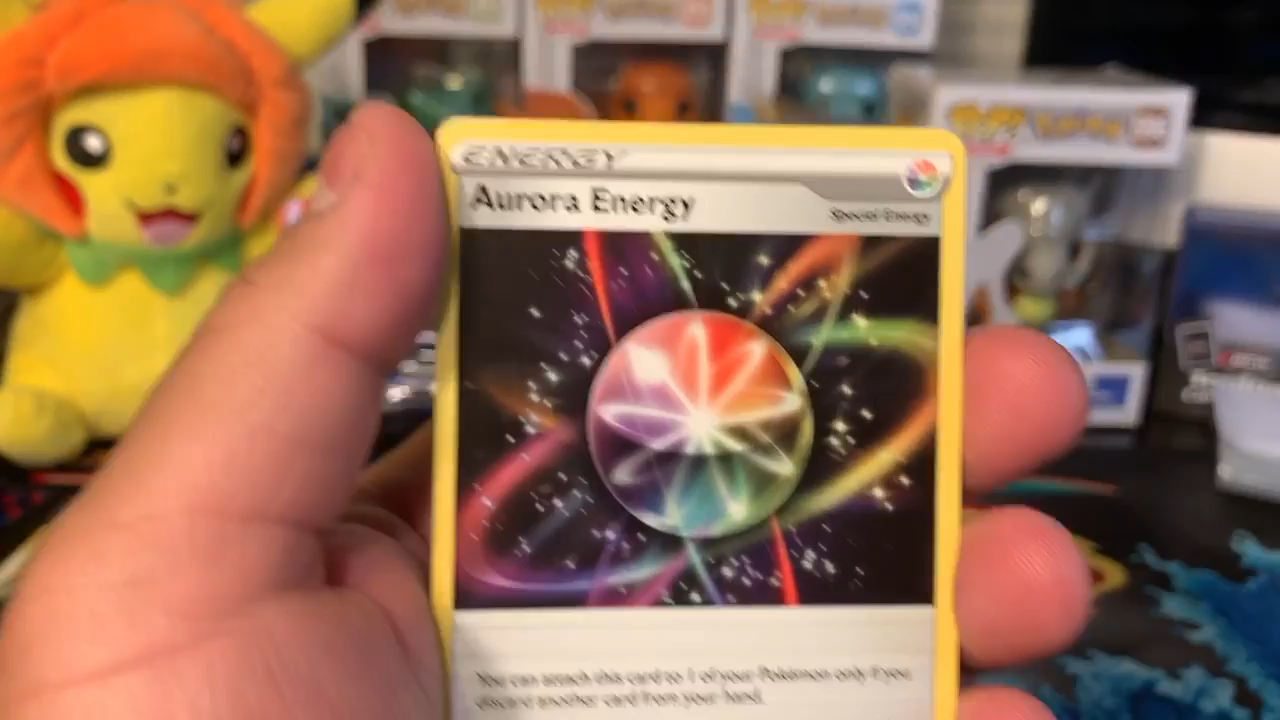 ENERGY
Aurora Energy
Special Energy
You can attach this card to 1 of your Pokémon only if you
discard another card from your hand.